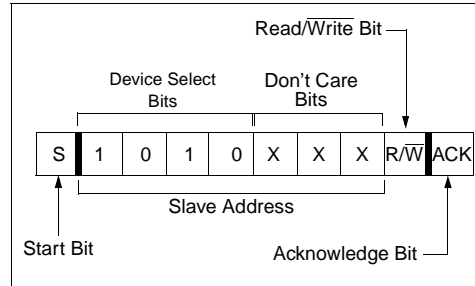 Read/Write Bit
Device Select Bits
Don't Care Bits
S 1 0 1 0 X X X R/W ACK
Slave Address
Start Bit
Acknowledge Bit